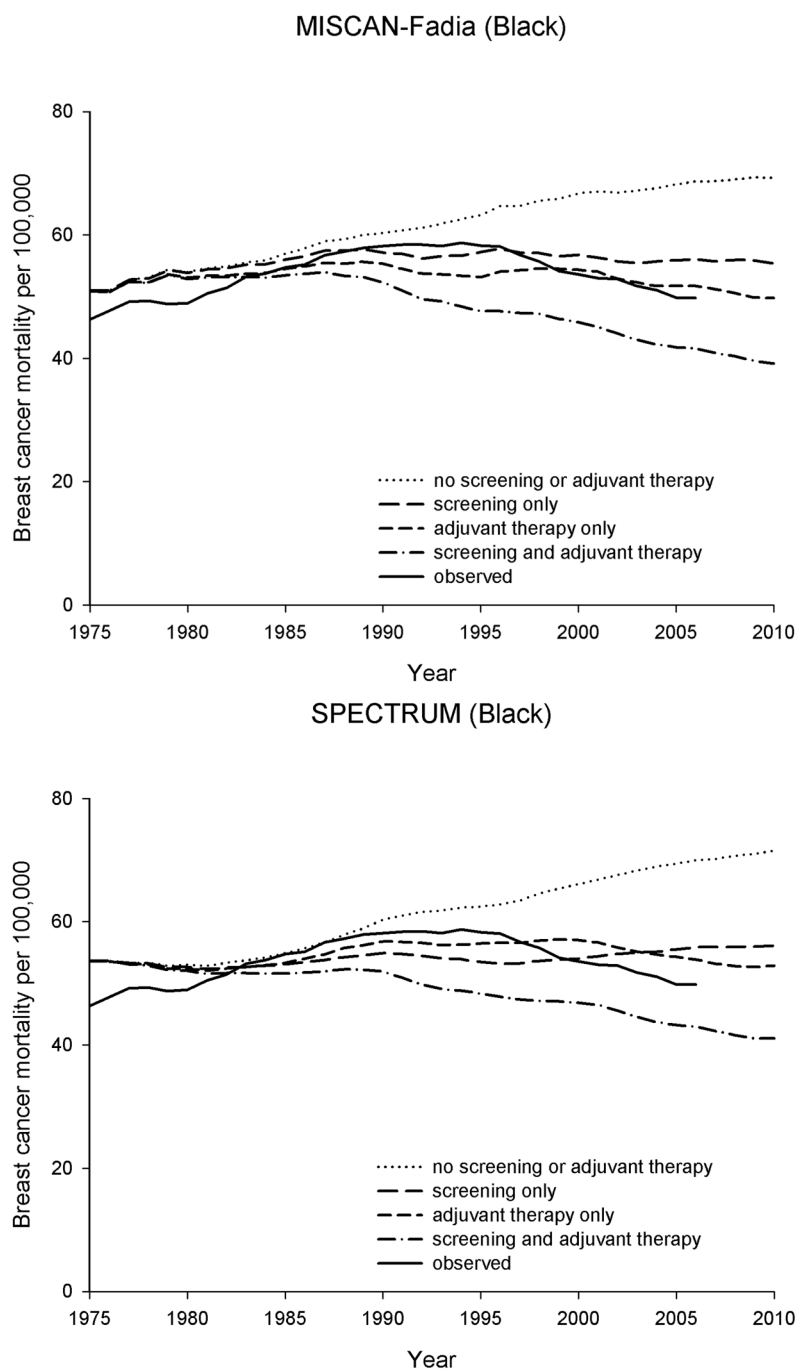 MISCAN-Fadia (Black)
Breast cancer mortality per 100,000
80
60
40
20
0
no screening or adjuvant therapy
screening only
adjuvant therapy only
screening and adjuvant therapy
observed
1975 1980 1985 1990 1995 2000 2005 2010
Year
SPECTRUM (Black)
Breast cancer mortality per 100,000
80
60
40
20
0
no screening or adjuvant therapy
screening only
adjuvant therapy only
screening and adjuvant therapy
observed
1975 1980 1985 1990 1995 2000 2005 2010
Year